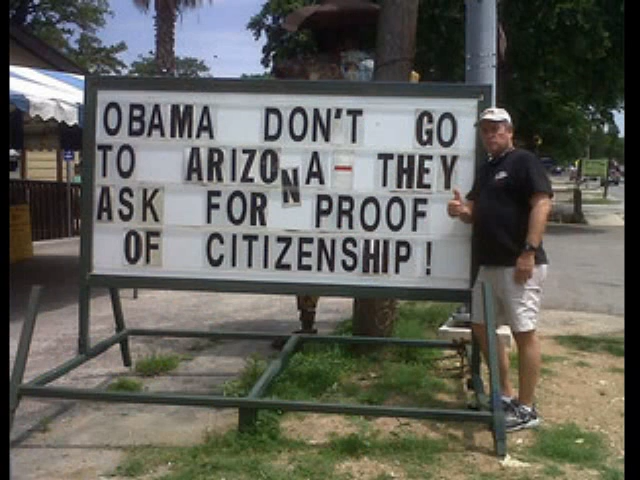 OBAMA DON'T GO
TO ARIZONA - THEY
ASK FOR PROOF
OF CITIZENSHIP!